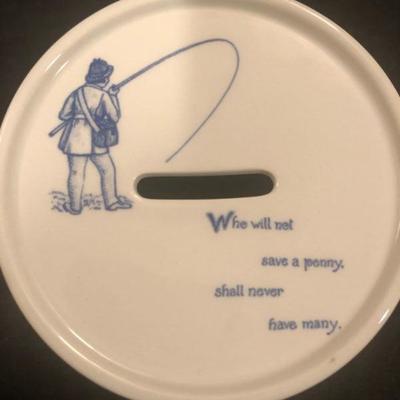 Who will not
save a penny,
shall never
have many.